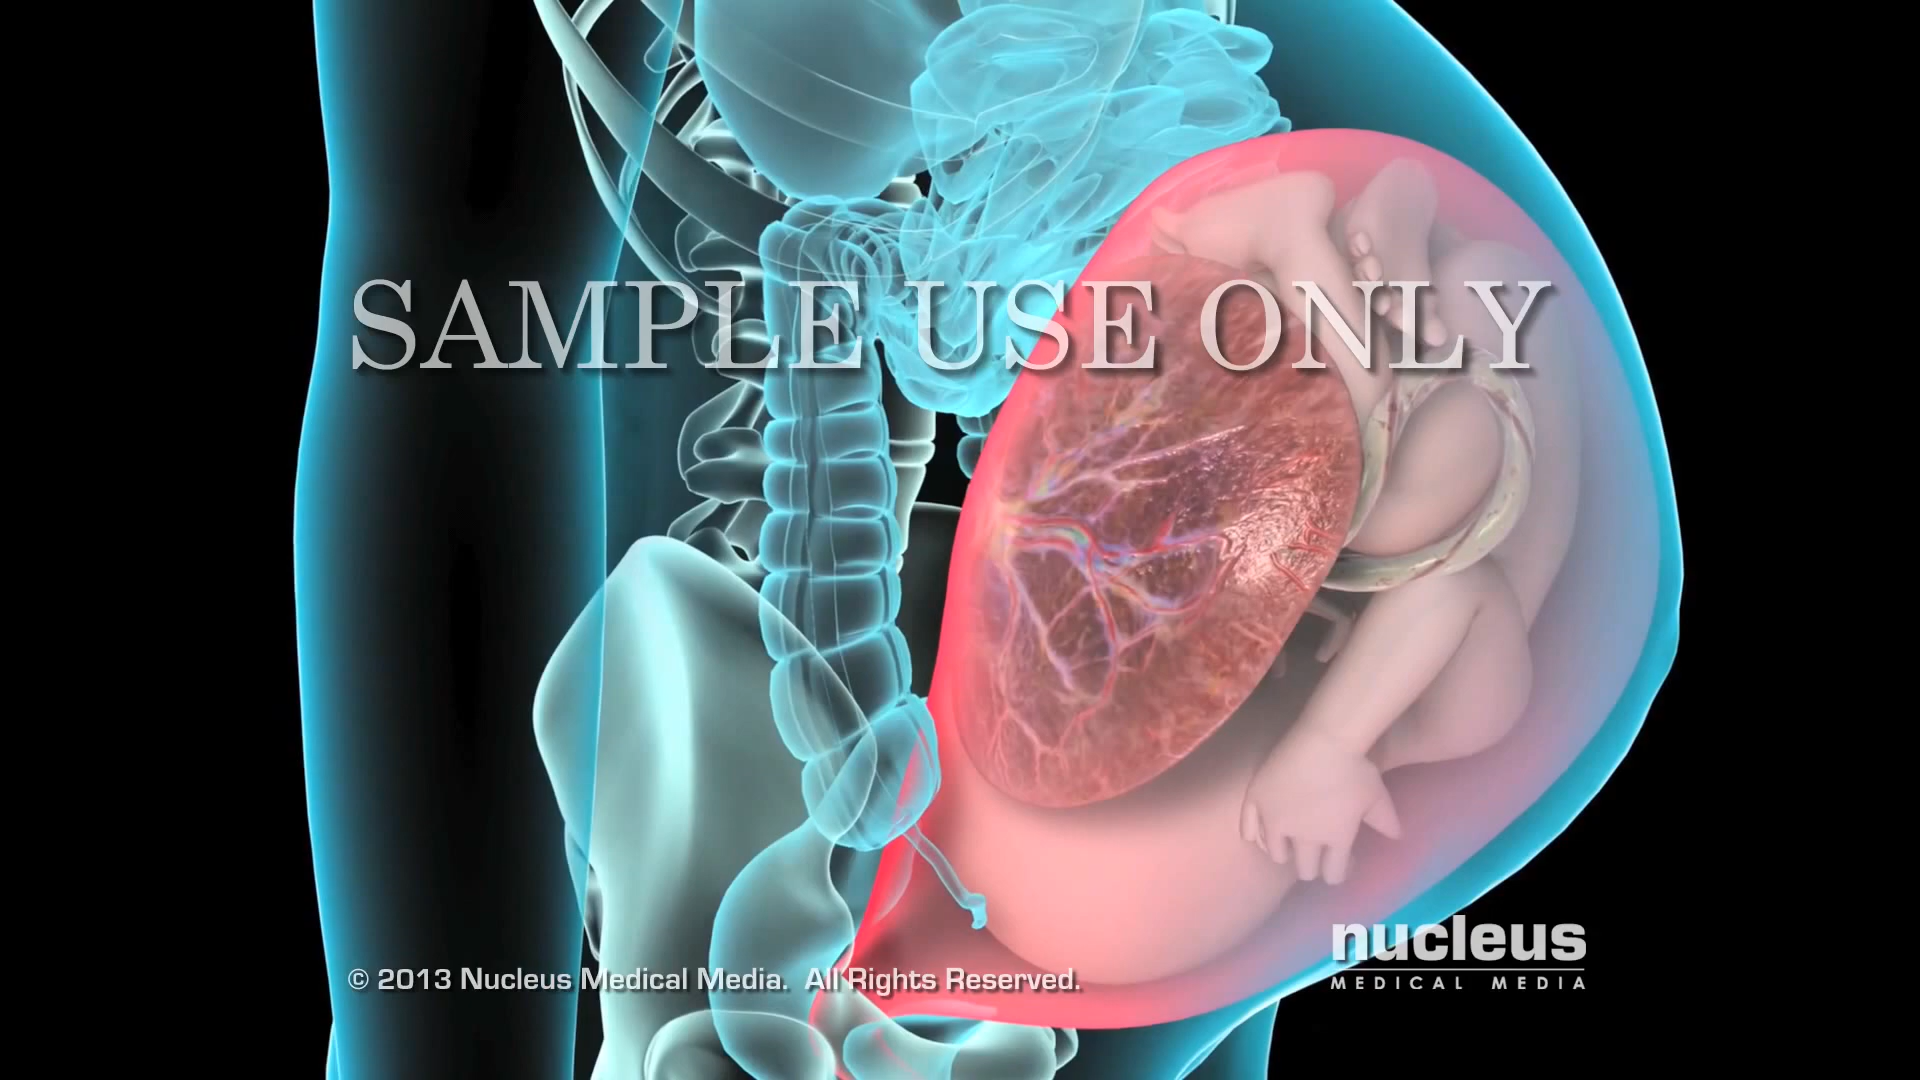 SAMPLE USE ONLY
nucleus
MEDICAL MEDIA
© 2013 Nucleus Medical Media.  All Rights Reserved.